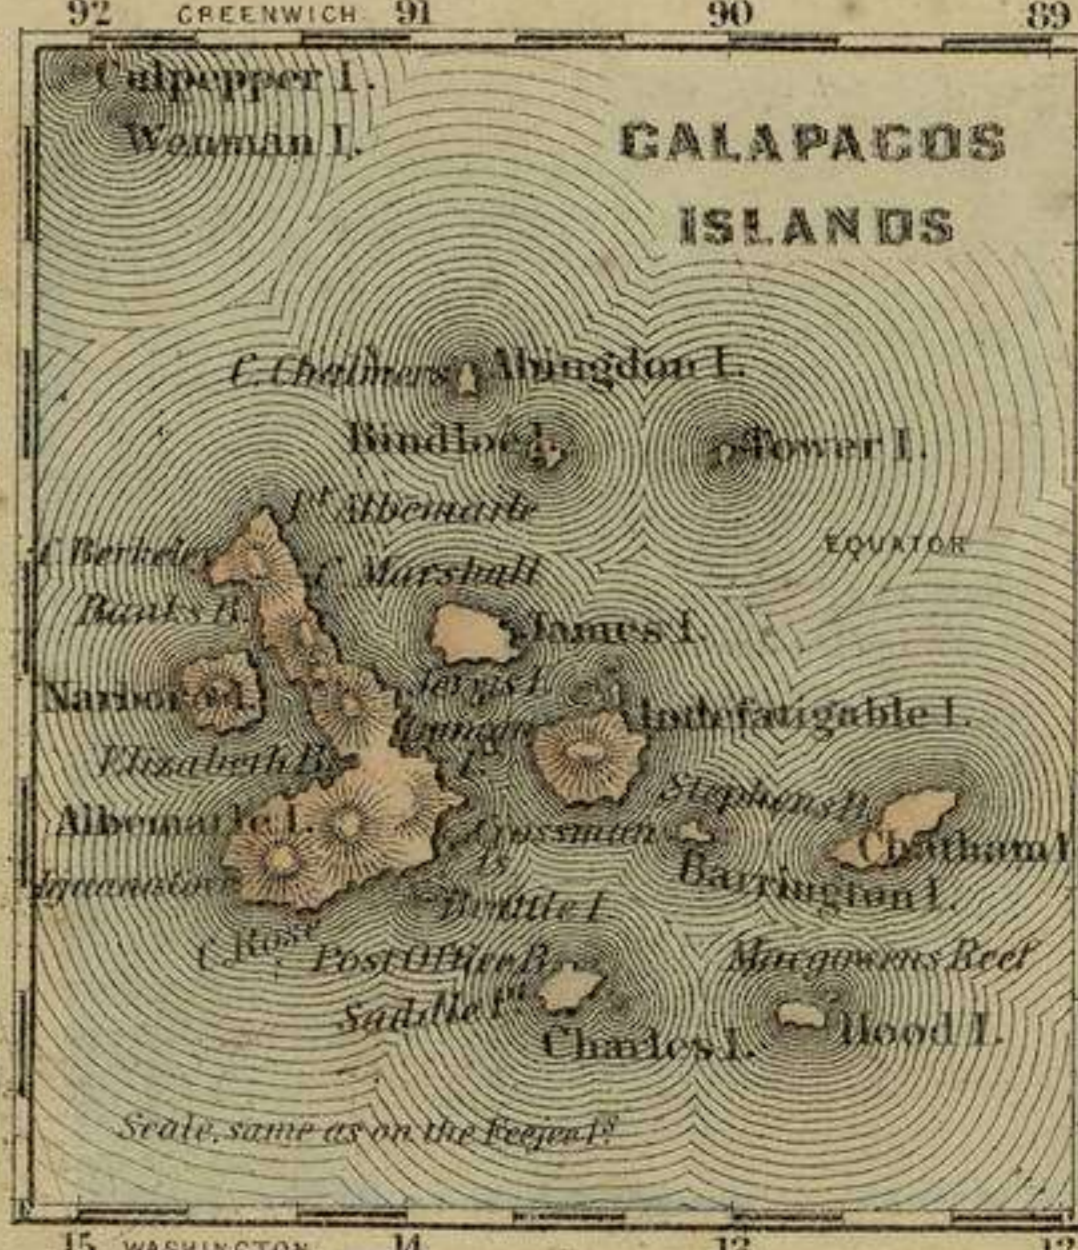 92 GREENWICH 91 90 89
Culpepper I.
Wenman I.
GALAPAGOS
ISLANDS
C. Chalmers Abingdon I.
Bindloe I. Tower I.
Pt. Albemarle
C. Berkeley
EQUATOR
C. Marshall
Banks B.
James I.
Jervis I.
Narboro I.
Indefatigable I.
Elizabeth B.
Stephens B.
Albemarle I.
Crossman
Is
Chatham I
Barrington I.
Iguana Cove
Brattle I.
C. Rose
Post Office B. Macgowens Reef
Saddle Pt.
Charles I. Hood I.
Scale, same as on the Feejee Is.
15 WASHINGTON 14 13 12